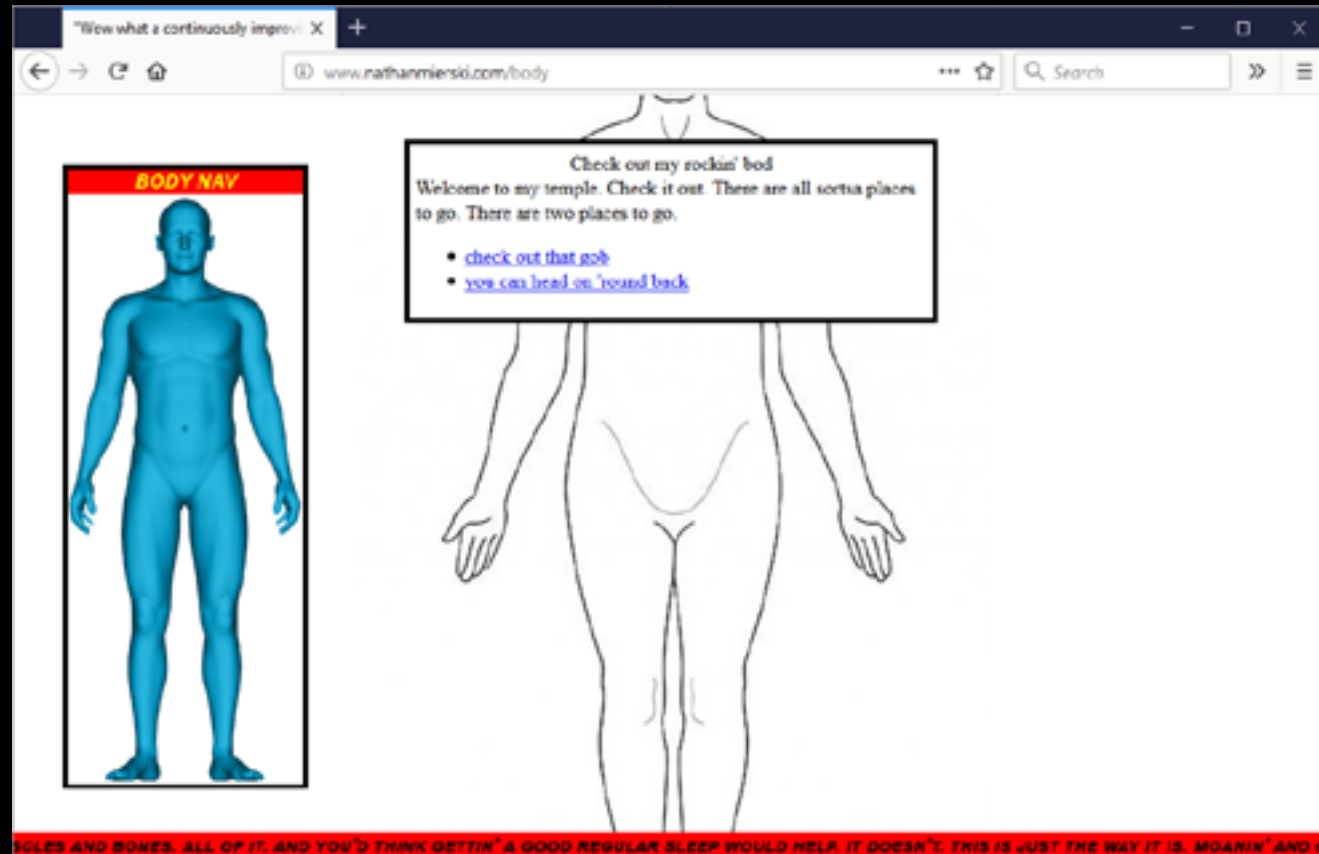 "Wow what a continuously improvi
www.nathanmierski.com/body
Search
BODY NAV
Check out my rockin' bod
Welcome to my temple. Check it out. There are all sortsa places
to go. There are two places to go.
check out that gob
you can head on 'round back
SCLES AND BONES. ALL OF IT. AND YOU'D THINK GETTIN' A GOOD REGULAR SLEEP WOULD HELP. IT DOESN'T. THIS IS JUST THE WAY IT IS. MOANIN' AND